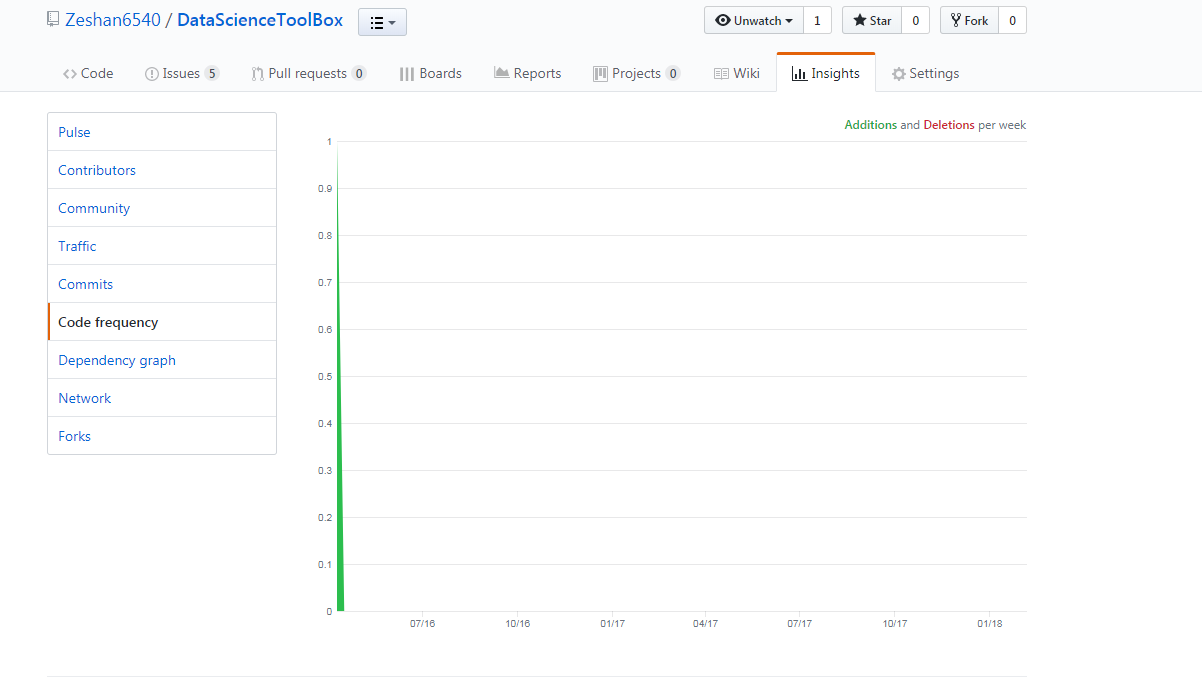 Zeshan6540 / DataScienceToolBox
Unwatch 1 Star 0 Fork 0
Code Issues 5 Pull requests 0 Boards Reports Projects 0 Wiki Insights Settings
Pulse
Contributors
Community
Traffic
Commits
Code frequency
Dependency graph
Network
Forks
Additions and Deletions per week
1
0.9
0.8
0.7
0.6
0.5
0.4
0.3
0.2
0.1
0
07/16 10/16 01/17 04/17 07/17 10/17 01/18